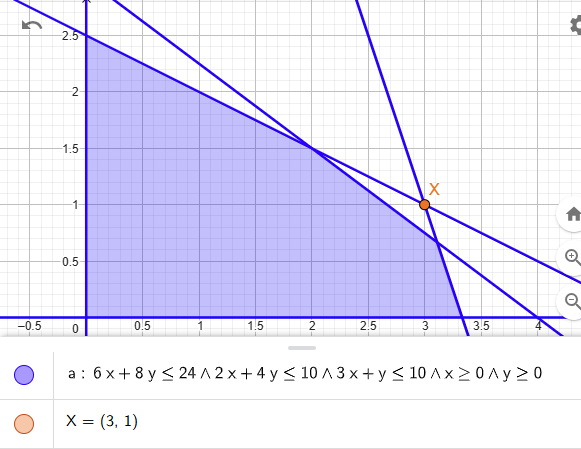 2.5
2
1.5
X
1
0.5
−0.5 0 0.5 1 1.5 2 2.5 3 3.5 4
a : 6 x + 8 y ≤ 24 ∧ 2 x + 4 y ≤ 10 ∧ 3 x + y ≤ 10 ∧ x ≥ 0 ∧ y ≥ 0
X = (3, 1)